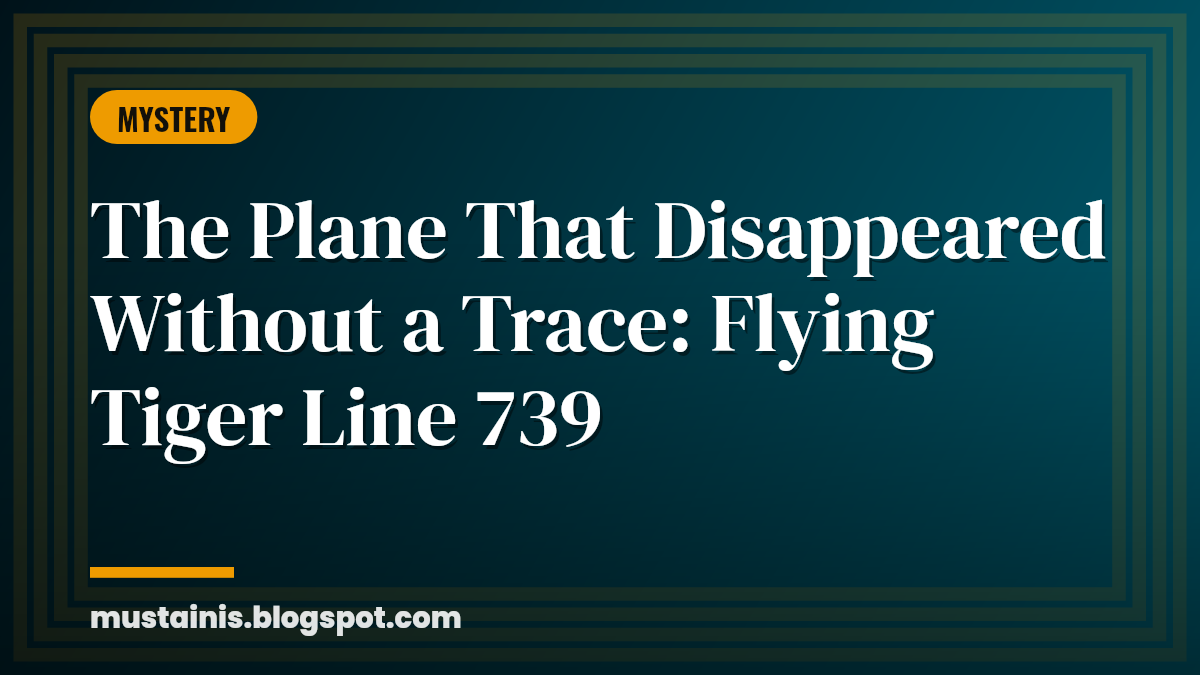 MYSTERY
The Plane That Disappeared
Without a Trace: Flying
Tiger Line 739
mustainis.blogspot.com